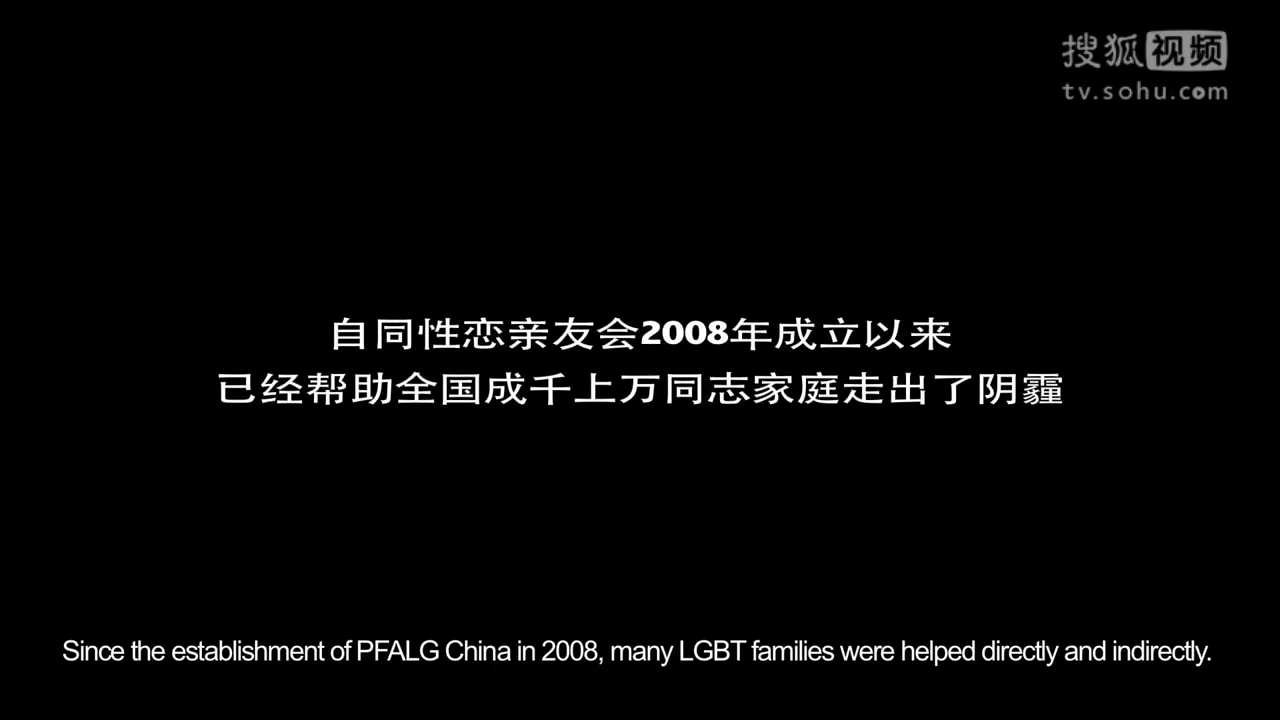 搜狐视频
tv.sohu.com
自同性恋亲友会2008年成立以来
已经帮助全国成千上万同志家庭走出了阴霾
Since the establishment of PFALG China in 2008, many LGBT families were helped directly and indirectly.